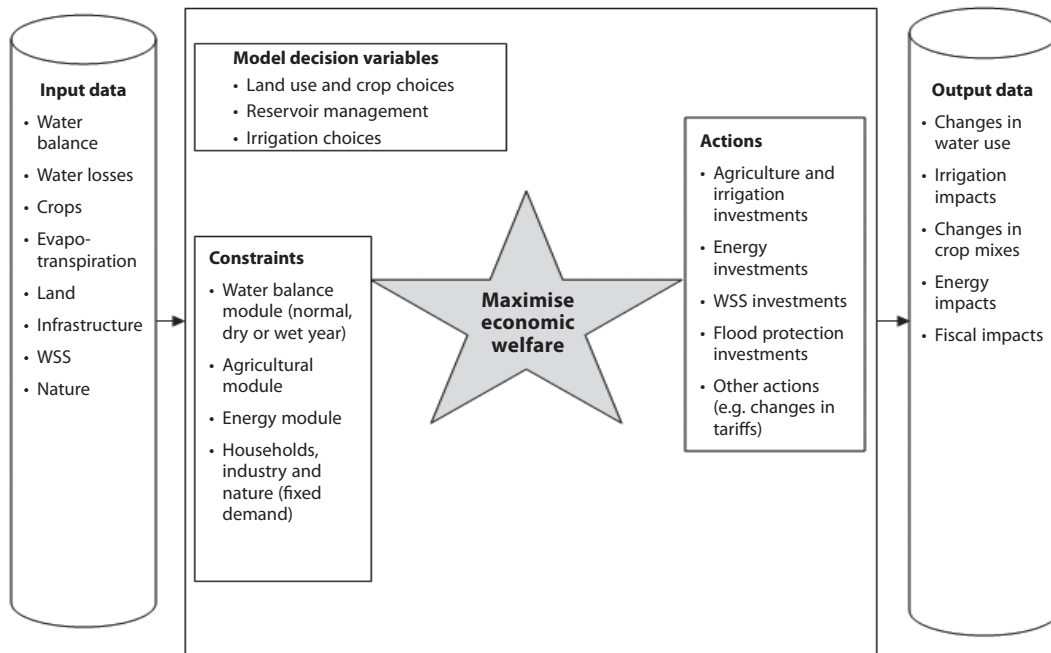 Input data
• Water
balance
• Water losses
• Crops
• Evapo-
transpiration
• Land
• Infrastructure
• WSS
• Nature
Model decision variables
• Land use and crop choices
• Reservoir management
• Irrigation choices
Constraints
• Water balance
module (normal,
dry or wet year)
• Agricultural
module
• Energy module
• Households,
industry and
nature (fixed
demand)
Maximise
economic
welfare
Actions
• Agriculture and
irrigation
investments
• Energy
investments
• WSS investments
• Flood protection
investments
• Other actions
(e.g. changes in
tariffs)
Output data
• Changes in
water use
• Irrigation
impacts
• Changes in
crop mixes
• Energy
impacts
• Fiscal impacts